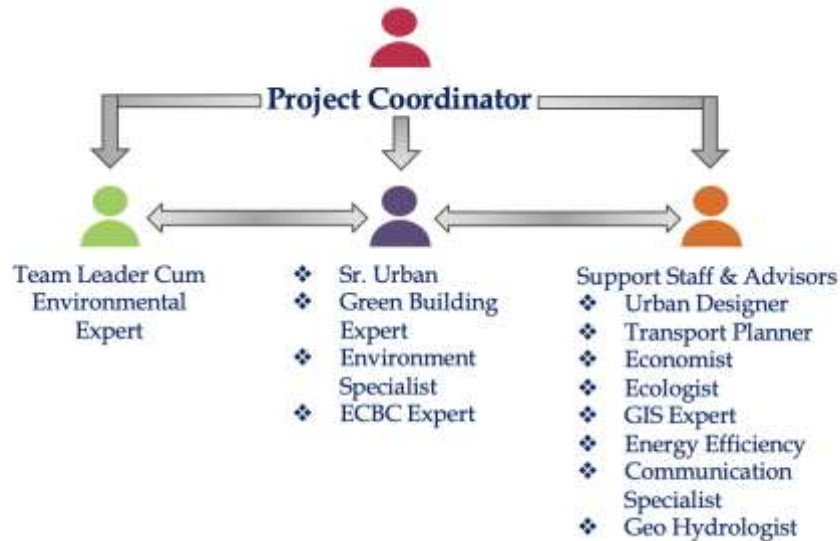 Project Coordinator
Team Leader Cum
Environmental
Expert
❖ Sr. Urban
❖ Green Building
Expert
❖ Environment
Specialist
❖ ECBC Expert
Support Staff & Advisors
❖ Urban Designer
❖ Transport Planner
❖ Economist
❖ Ecologist
❖ GIS Expert
❖ Energy Efficiency
❖ Communication
Specialist
❖ Geo Hydrologist